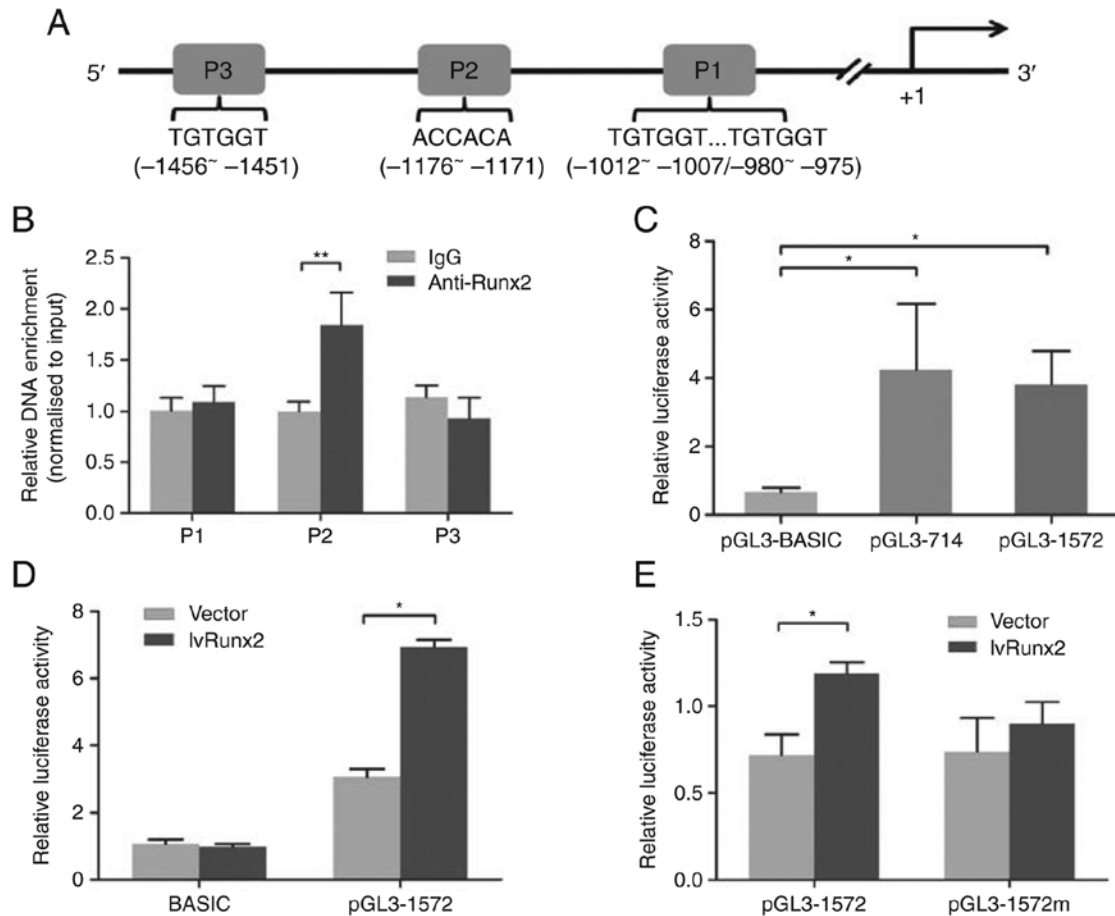 A
5′ P3 P2 P1 3′
+1
TGTGGT ACCACA TGTGGT...TGTGGT
(–1456~ –1451) (–1176~ –1171) (–1012~ –1007/–980~ –975)
B
Relative DNA enrichment
(normalised to input)
2.5
2.0
1.5
1.0
0.5
0.0
**
IgG
Anti-Runx2
P1 P2 P3
C
Relative luciferase activity
8
6
4
2
0
*
*
pGL3-BASIC pGL3-714 pGL3-1572
D
Relative luciferase activity
8
6
4
2
0
Vector
lvRunx2
*
BASIC pGL3-1572
E
Relative luciferase activity
1.5
1.0
0.5
0.0
*
Vector
lvRunx2
pGL3-1572 pGL3-1572m